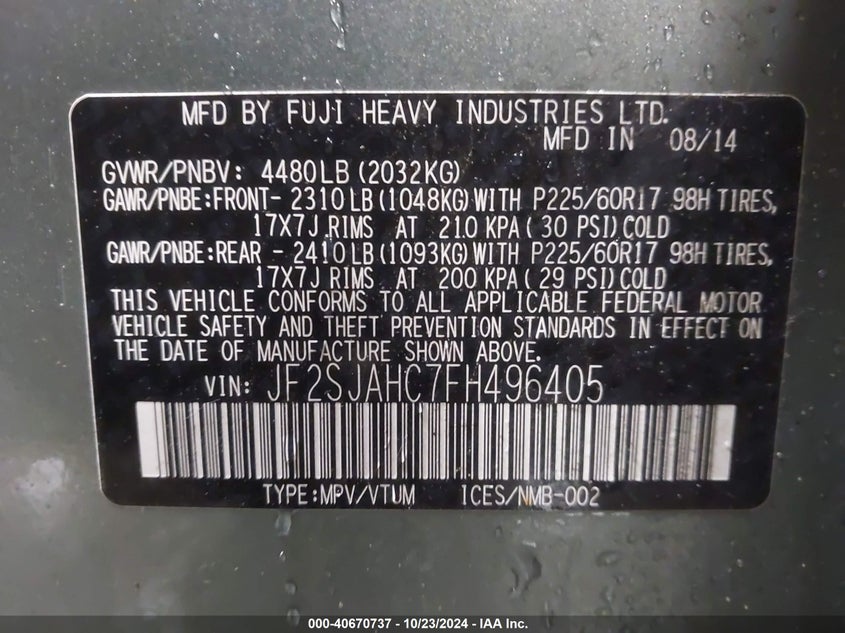 MFD BY FUJI HEAVY INDUSTRIES LTD.
MFD IN 08/14
GVWR/PNBV: 4480LB (2032KG)
GAWR/PNBE:FRONT- 2310LB (1048KG) WITH P225/60R17 98H TIRES,
17X7J RIMS AT 210 KPA (30 PSI) COLD
GAWR/PNBE:REAR - 2410LB (1093KG) WITH P225/60R17 98H TIRES,
17X7J RIMS AT 200 KPA (29 PSI) COLD
THIS VEHICLE CONFORMS TO ALL APPLICABLE FEDERAL MOTOR
VEHICLE SAFETY AND THEFT PREVENTION STANDARDS IN EFFECT ON
THE DATE OF MANUFACTURE SHOWN ABOVE.
VIN: JF2SJAHC7FH496405
TYPE:MPV/VTUM ICES/NMB-002
000-40670737 - 10/23/2024 - IAA Inc.